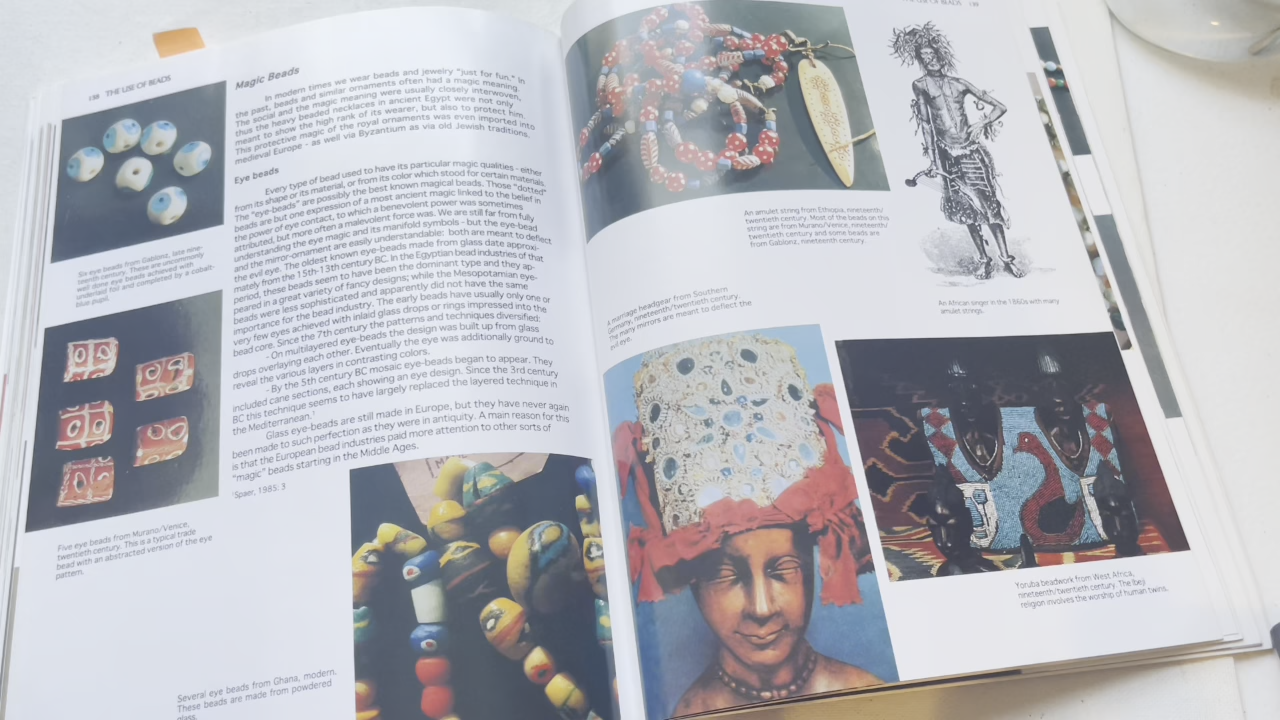 138 THE USE OF BEADS
Magic Beads
In modern times we wear beads and jewelry "just for fun." In
the past, beads and similar ornaments often had a magic meaning.
The social and the magic meaning were usually closely interwoven,
thus the heavy beaded necklaces in ancient Egypt were not only
meant to show the high rank of its wearer, but also to protect him.
This protective magic of the royal ornaments was even imported into
medieval Europe - as well via Byzantium as via old Jewish traditions.
Eye beads
Every type of bead used to have its particular magic qualities - either
from its shape or its material, or from its color which stood for certain materials.
The "eye-beads" are possibly the best known magical beads. Those "dotted"
beads are but one expression of a most ancient magic linked to the belief in
the power of eye contact, to which a benevolent power was sometimes
attributed, but more often a malevolent force was. We are still far from fully
understanding the eye magic and its manifold symbols - but the eye-bead
and the mirror-ornament are easily understandable: both are meant to deflect
the evil eye. The oldest known eye-beads made from glass date approxi-
mately from the 15th-13th century BC. In the Egyptian bead industries of that
period, these beads seem to have been the dominant type and they ap-
peared in a great variety of fancy designs; while the Mesopotamian eye-
beads were less sophisticated and apparently did not have the same
importance for the bead industry. The early beads have usually only one or
very few eyes achieved with inlaid glass drops or rings impressed into the
bead core. Since the 7th century the patterns and techniques diversified:
- On multilayered eye-beads the design was built up from glass
drops overlaying each other. Eventually the eye was additionally ground to
reveal the various layers in contrasting colors.
- By the 5th century BC mosaic eye-beads began to appear. They
included cane sections, each showing an eye design. Since the 3rd century
BC this technique seems to have largely replaced the layered technique in
the Mediterranean.¹
Glass eye-beads are still made in Europe, but they have never again
been made to such perfection as they were in antiquity. A main reason for this
is that the European bead industries paid more attention to other sorts of
"magic" beads starting in the Middle Ages.
¹Spaer, 1985: 3
Six eye beads from Gablonz, late nine-
teenth century. These are uncommonly
well done eye beads achieved with
underlaid foil and completed by a cobalt-
blue pupil.
Five eye beads from Murano/Venice,
twentieth century. This is a typical trade
bead with an abstracted version of the eye
pattern.
Several eye beads from Ghana, modern.
These beads are made from powdered
glass.
THE USE OF BEADS 139
An amulet string from Ethiopia, nineteenth/
twentieth century. Most of the beads on this
string are from Murano/Venice, nineteenth/
twentieth century and some beads are
from Gablonz, nineteenth century.
An African singer in the 1860s with many
amulet strings.
A marriage headgear from Southern
Germany, nineteenth/twentieth century.
The many mirrors are meant to deflect the
evil eye.
Yoruba beadwork from West Africa,
nineteenth/twentieth century. The Ibeji
religion involves the worship of human twins.